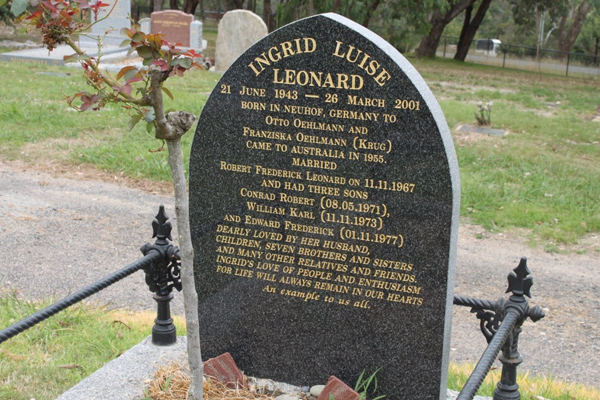 INGRID LUISE
LEONARD
21 JUNE 1943 — 26 MARCH 2001
BORN IN NEUHOF, GERMANY TO
OTTO OEHLMANN AND
FRANZISKA OEHLMANN (KRUG)
CAME TO AUSTRALIA IN 1955.
MARRIED
ROBERT FREDERICK LEONARD ON 11.11.1967
AND HAD THREE SONS
CONRAD ROBERT (08.05.1971),
WILLIAM KARL (11.11.1973)
AND EDWARD FREDERICK (01.11.1977)
DEARLY LOVED BY HER HUSBAND,
CHILDREN, SEVEN BROTHERS AND SISTERS
AND MANY OTHER RELATIVES AND FRIENDS.
INGRID'S LOVE OF PEOPLE AND ENTHUSIASM
FOR LIFE WILL ALWAYS REMAIN IN OUR HEARTS
An example to us all.